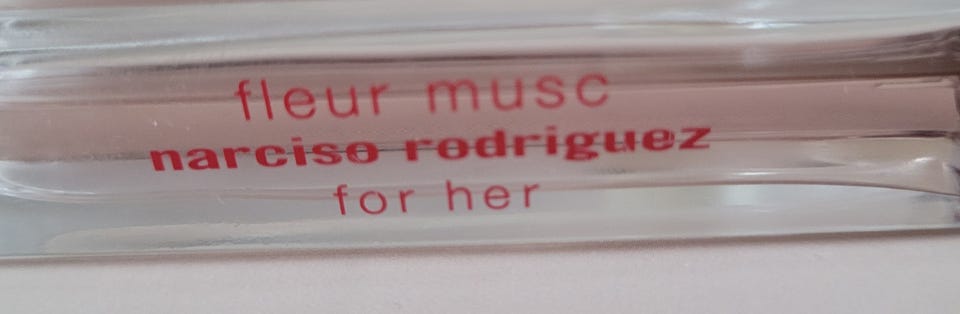 fleur musc
narciso rodriguez
for her